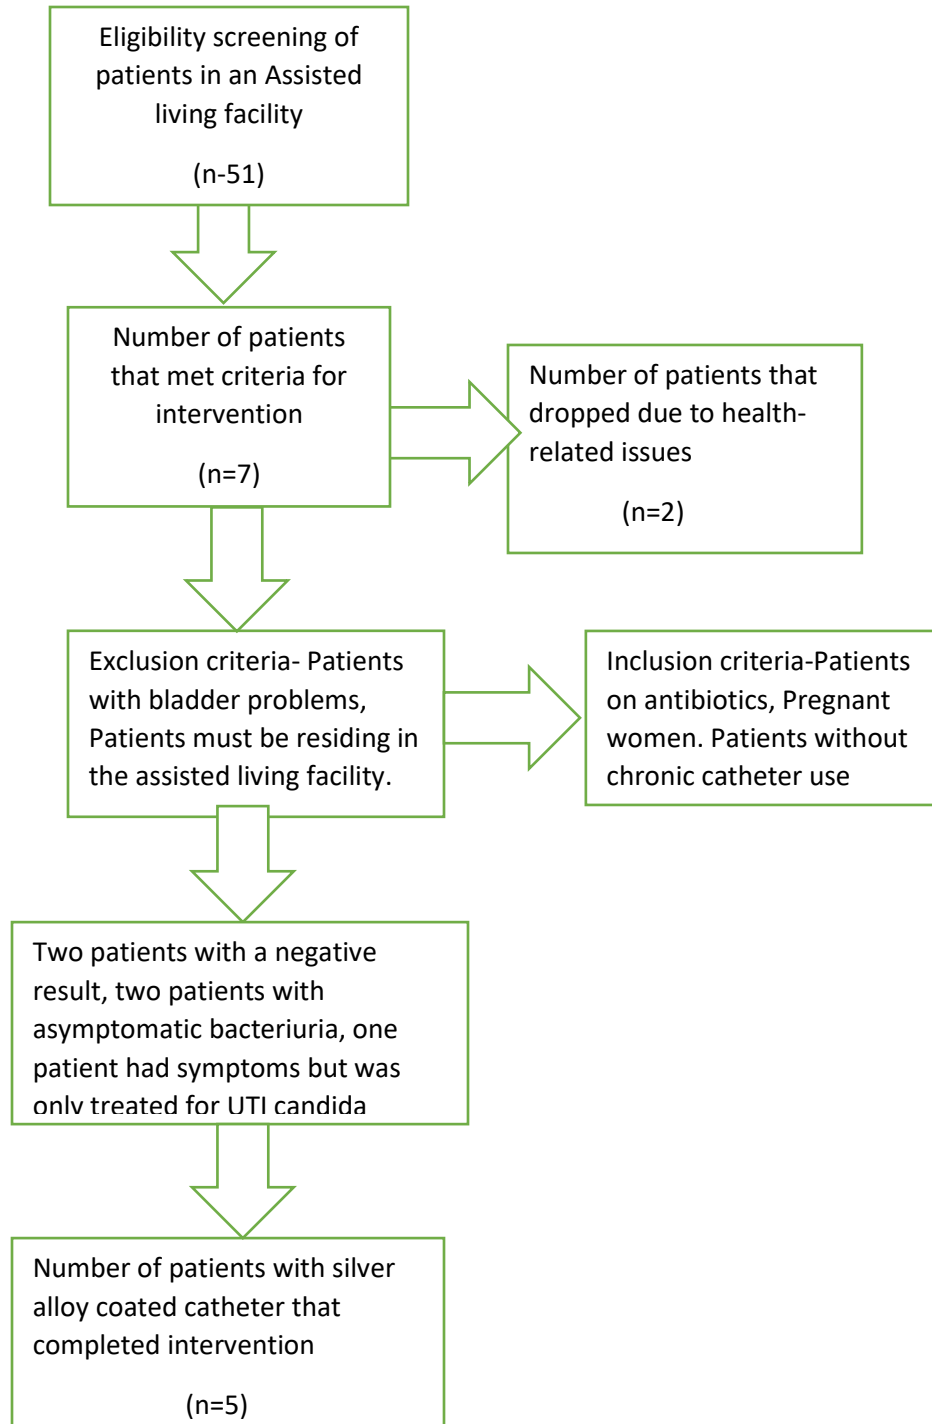 Eligibility screening of
patients in an Assisted
living facility
(n-51)
Number of patients
that met criteria for
intervention
(n=7)
Number of patients that
dropped due to health-
related issues
(n=2)
Exclusion criteria- Patients
with bladder problems,
Patients must be residing in
the assisted living facility.
Inclusion criteria-Patients
on antibiotics, Pregnant
women. Patients without
chronic catheter use
Two patients with a negative
result, two patients with
asymptomatic bacteriuria, one
patient had symptoms but was
only treated for UTI candida
Number of patients with silver
alloy coated catheter that
completed intervention
(n=5)